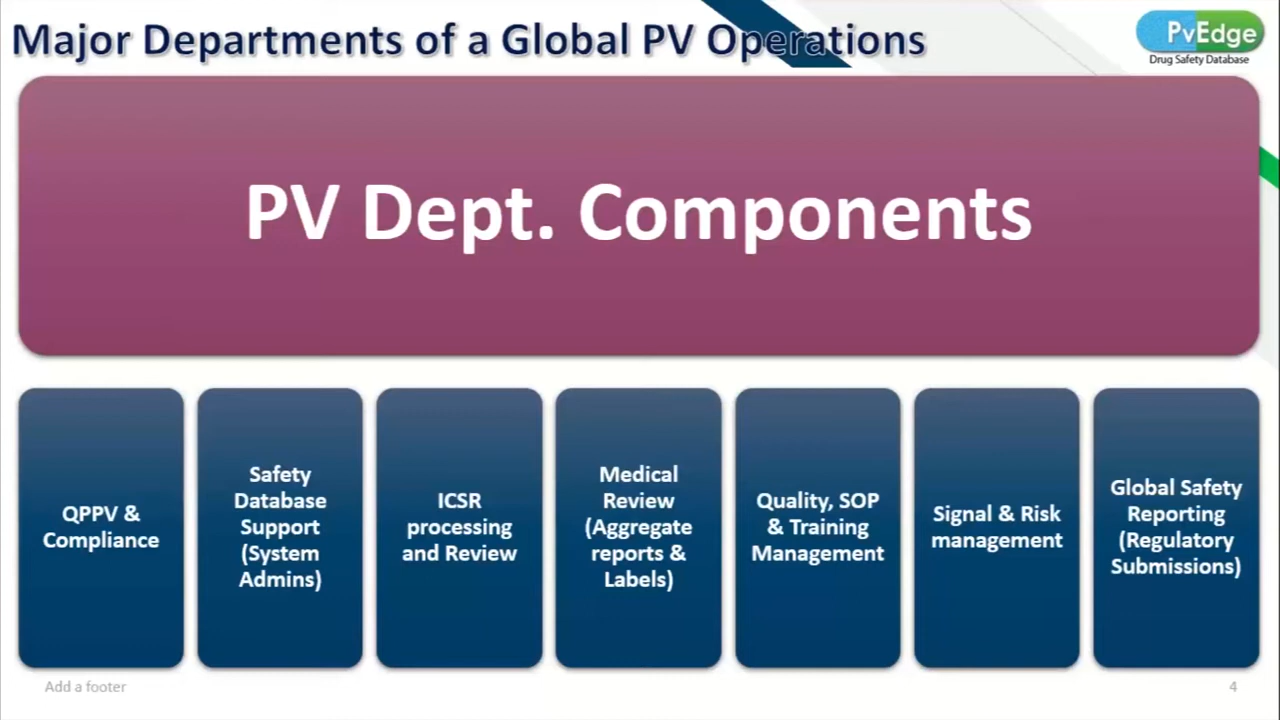 Major Departments of a Global PV Operations
PvEdge
Drug Safety Database
PV Dept. Components
QPPV &
Compliance
Safety
Database
Support
(System
Admins)
ICSR
processing
and Review
Medical
Review
(Aggregate
reports &
Labels)
Quality, SOP
& Training
Management
Signal & Risk
management
Global Safety
Reporting
(Regulatory
Submissions)
Add a footer
4